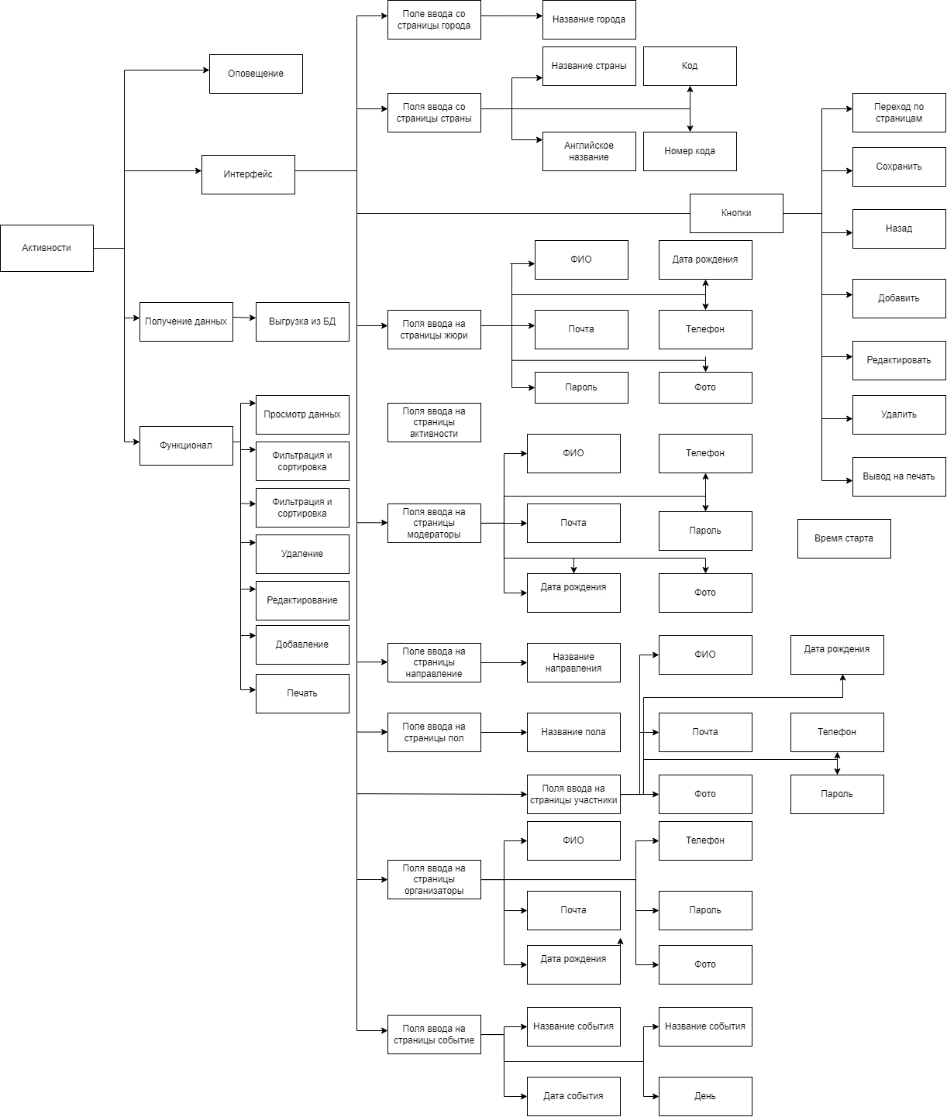 Поле ввода со
страницы города
Название города
Оповещение
Название страны
Код
Поля ввода со
страницы страны
Английское
название
Номер кода
Переход по
страницам
Интерфейс
Сохранить
Кнопки
Назад
Активности
ФИО
Дата рождения
Добавить
Получение данных
Выгрузка из БД
Поля ввода на
страницы жюри
Почта
Телефон
Редактировать
Пароль
Фото
Просмотр данных
Поля ввода на
страницы
активности
Удалить
Функционал
Фильтрация и
сортировка
ФИО
Телефон
Вывод на печать
Фильтрация и
сортировка
Поля ввода на
страницы
модераторы
Почта
Пароль
Время старта
Удаление
Дата рождения
Фото
Редактирование
Добавление
Поле ввода на
страницы
направление
Название
направления
ФИО
Дата рождения
Печать
Поле ввода на
страницы пол
Название пола
Почта
Телефон
Поля ввода на
страницы участники
Фото
Пароль
ФИО
Телефон
Поля ввода на
страницы
организаторы
Почта
Пароль
Дата рождения
Фото
Поля ввода на
страницы событие
Название события
Название события
Дата события
День